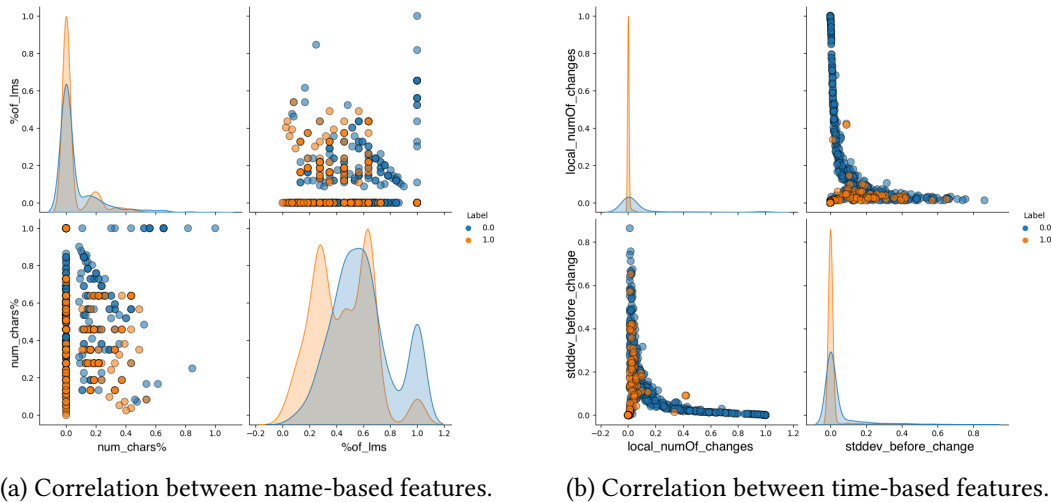 1.0
0.8
0.6
0.4
0.2
0.0
%of_lms
1.0
0.8
0.6
0.4
0.2
0.0
num_chars%
0.0 0.2 0.4 0.6 0.8 1.0
num_chars%
−0.2 0.0 0.2 0.4 0.6 0.8 1.0 1.2
%of_lms
Label
0.0
1.0
(a) Correlation between name-based features.
1.0
0.8
0.6
0.4
0.2
0.0
local_numOf_changes
0.8
0.6
0.4
0.2
0.0
stddev_before_change
−0.2 0.0 0.2 0.4 0.6 0.8 1.0 1.2
local_numOf_changes
0.0 0.2 0.4 0.6 0.8
stddev_before_change
Label
0.0
1.0
(b) Correlation between time-based features.